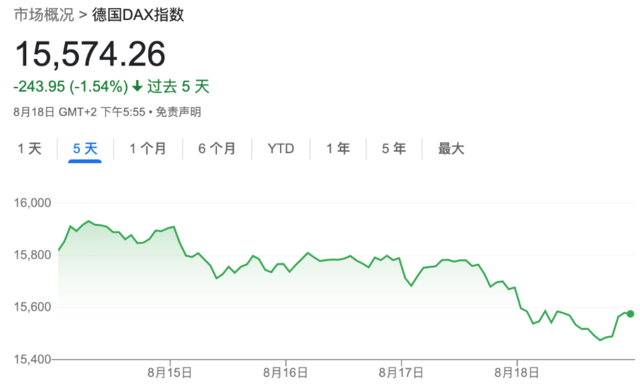 市场概况 > 德国DAX指数
15,574.26
-243.95 (-1.54%) ↓ 过去 5 天
8月18日 GMT+2 下午5:55 • 免责声明
1 天 5 天 1 个月 6 个月 YTD 1 年 5 年 最大
16,000
15,800
15,600
15,400
8月15日 8月16日 8月17日 8月18日